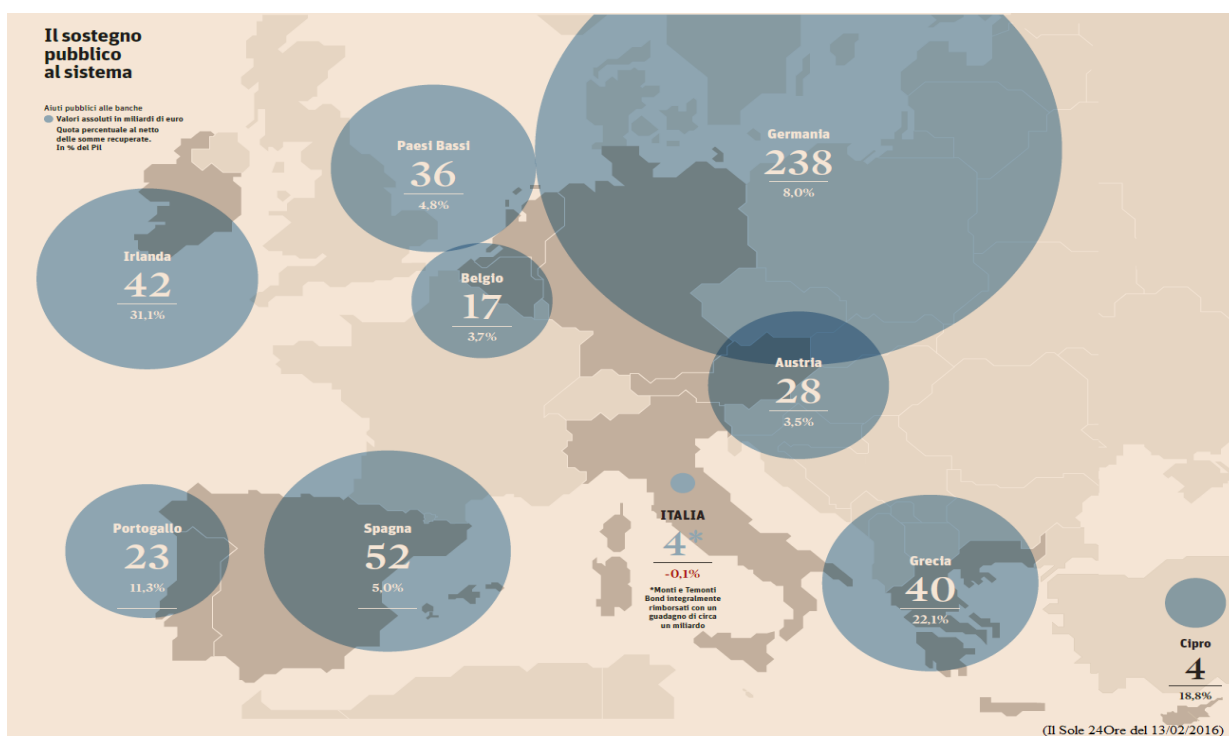 Il sostegno
pubblico
al sistema
Aiuti pubblici alle banche
Valori assoluti in miliardi di euro
Quota percentuale al netto
delle somme recuperate.
In % del Pil
Germania
238
8,0%
Paesi Bassi
36
4,8%
Irlanda
42
31,1%
Belgio
17
3,7%
Austria
28
3,5%
Portogallo
23
11,3%
Spagna
52
5,0%
ITALIA
4*
-0,1%
*Monti e Temonti
Bond integralmente
rimborsati con un
guadagno di circa
un miliardo
Grecia
40
22,1%
Cipro
4
18,8%
(Il Sole 24Ore del 13/02/2016)